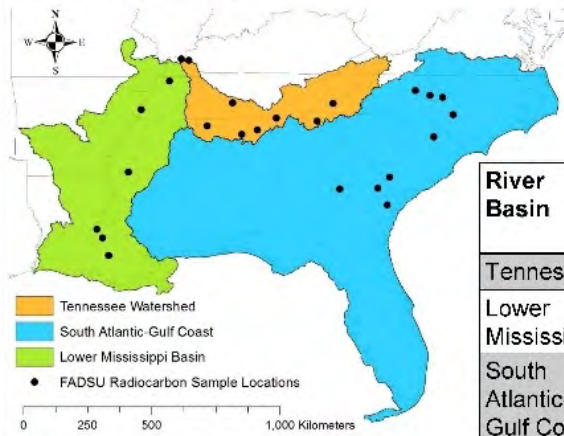 N
W
E
S
Tennessee Watershed
South Atlantic-Gulf Coast
Lower Mississippi Basin
FADSU Radiocarbon Sample Locations
0 250 500 1,000 Kilometers
River
Basin
Tennes
Lower
Mississi
South
Atlantic
Gulf Co